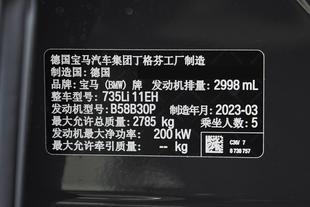 德国宝马汽车集团丁格芬工厂制造
制造国：德国
品牌：宝马（BMW）牌 发动机排量：2998 mL
整车型号：735Li 11EH
发动机型号：B58B30P 制造年月：2023-03
最大允许总质量：2785 kg 乘坐人数：5
发动机最大净功率：200 kW
最大允许牵引质量：-- kg
C36V 7
8 738 757